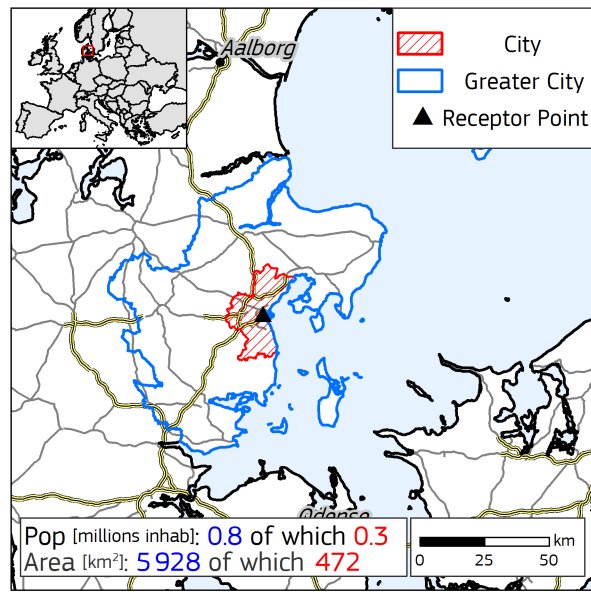 Aalborg
City
Greater City
Receptor Point
Odense
Pop [millions inhab]: 0.8 of which 0.3
Area [km²]: 5 928 of which 472
km
0 25 50